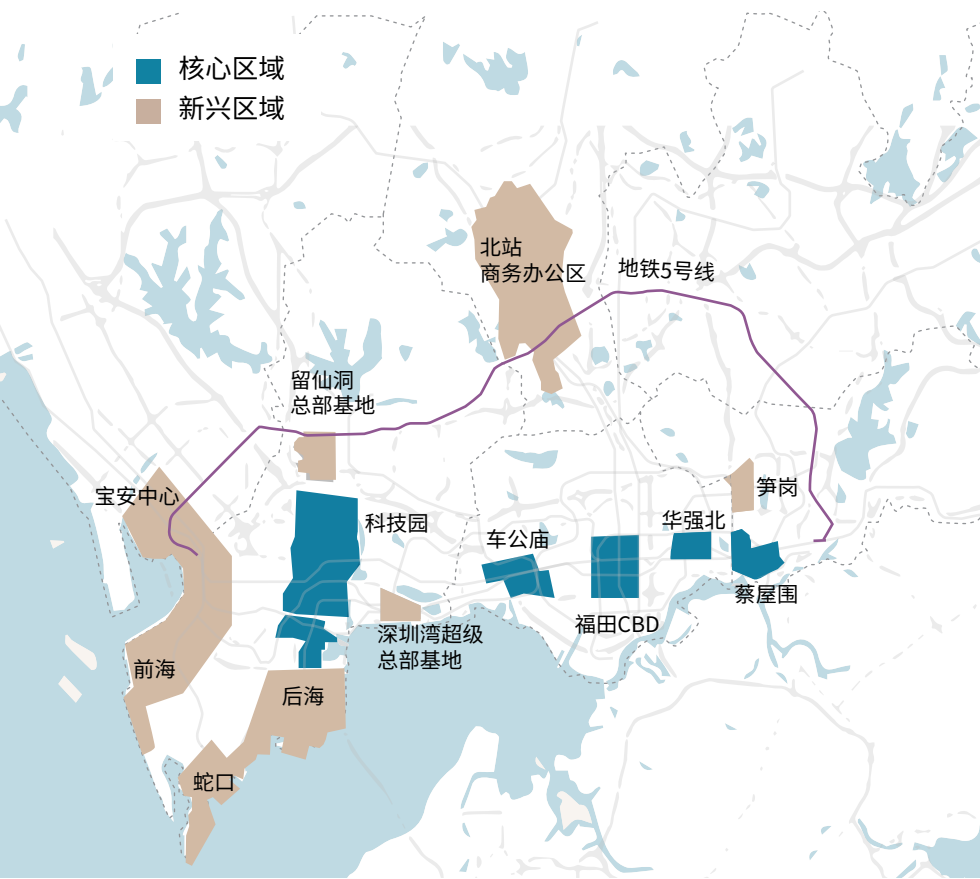 核心区域
新兴区域
北站
商务办公区
地铁5号线
留仙洞
总部基地
宝安中心
科技园
笋岗
华强北
车公庙
蔡屋围
福田CBD
深圳湾超级
总部基地
前海
后海
蛇口